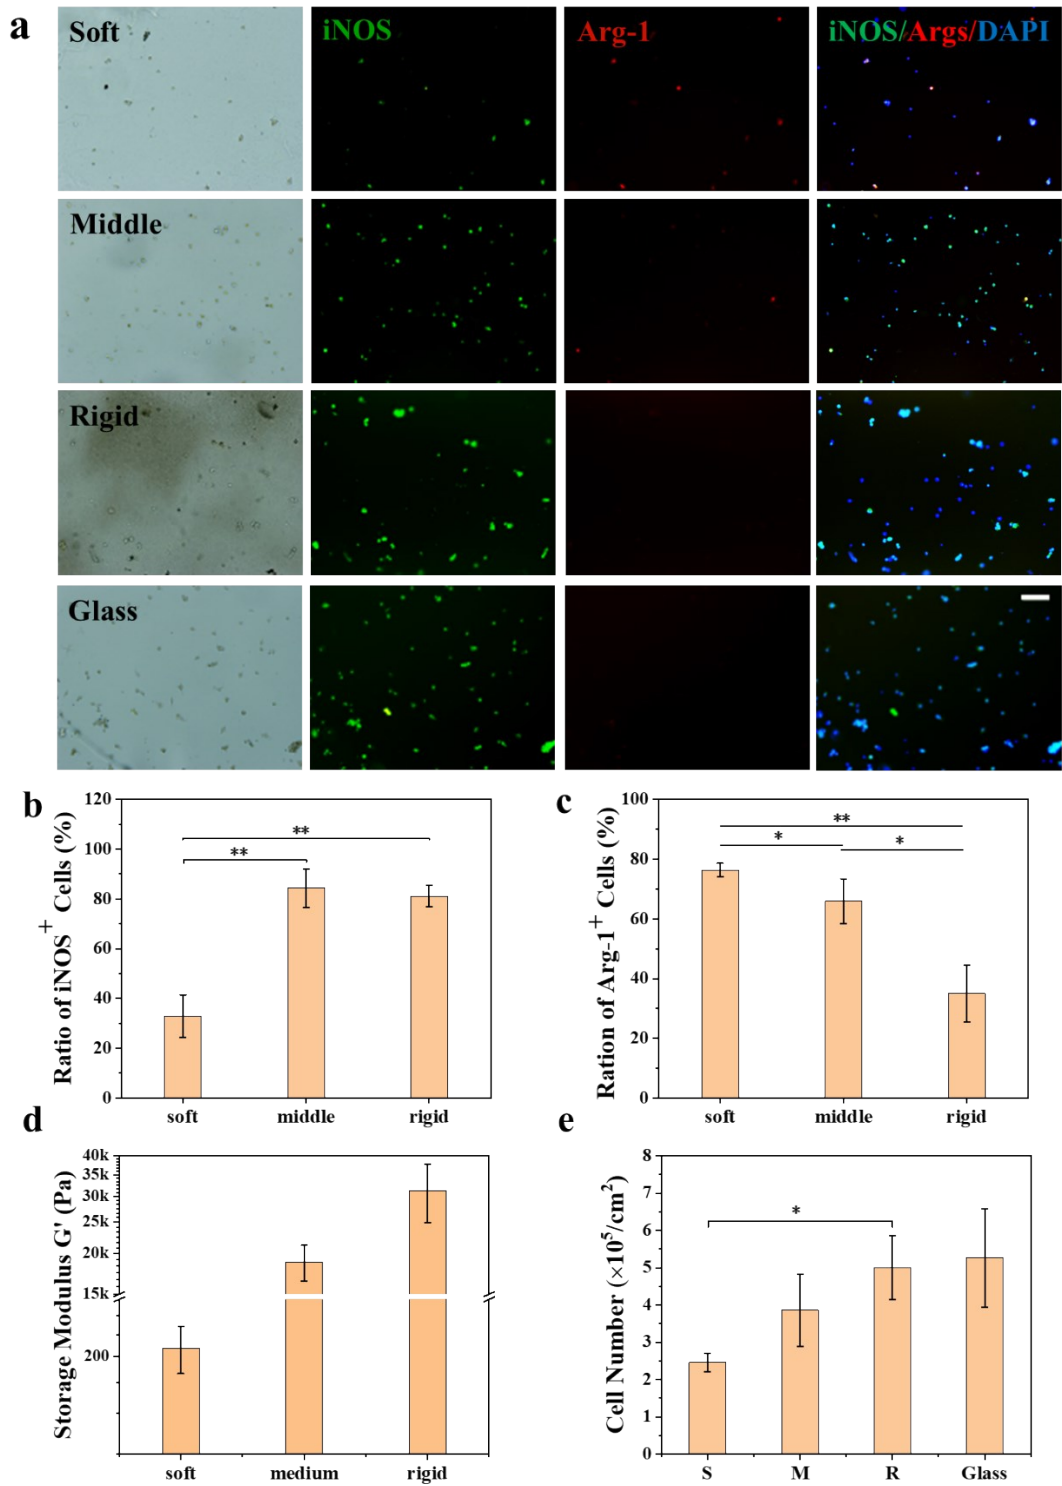 a
Soft
iNOS
Arg-1
iNOS/Args/DAPI
Middle
Rigid
Glass
b
Ratio of iNOS+ Cells (%)
120
100
80
60
40
20
0
**
**
soft middle rigid
c
Ration of Arg-1+ Cells (%)
100
80
60
40
20
0
**
* *
soft middle rigid
d
Storage Modulus G' (Pa)
40k
35k
30k
25k
20k
15k
200
soft medium rigid
e
Cell Number (×10⁵/cm²)
8
7
6
5
4
3
2
1
0
*
S M R Glass